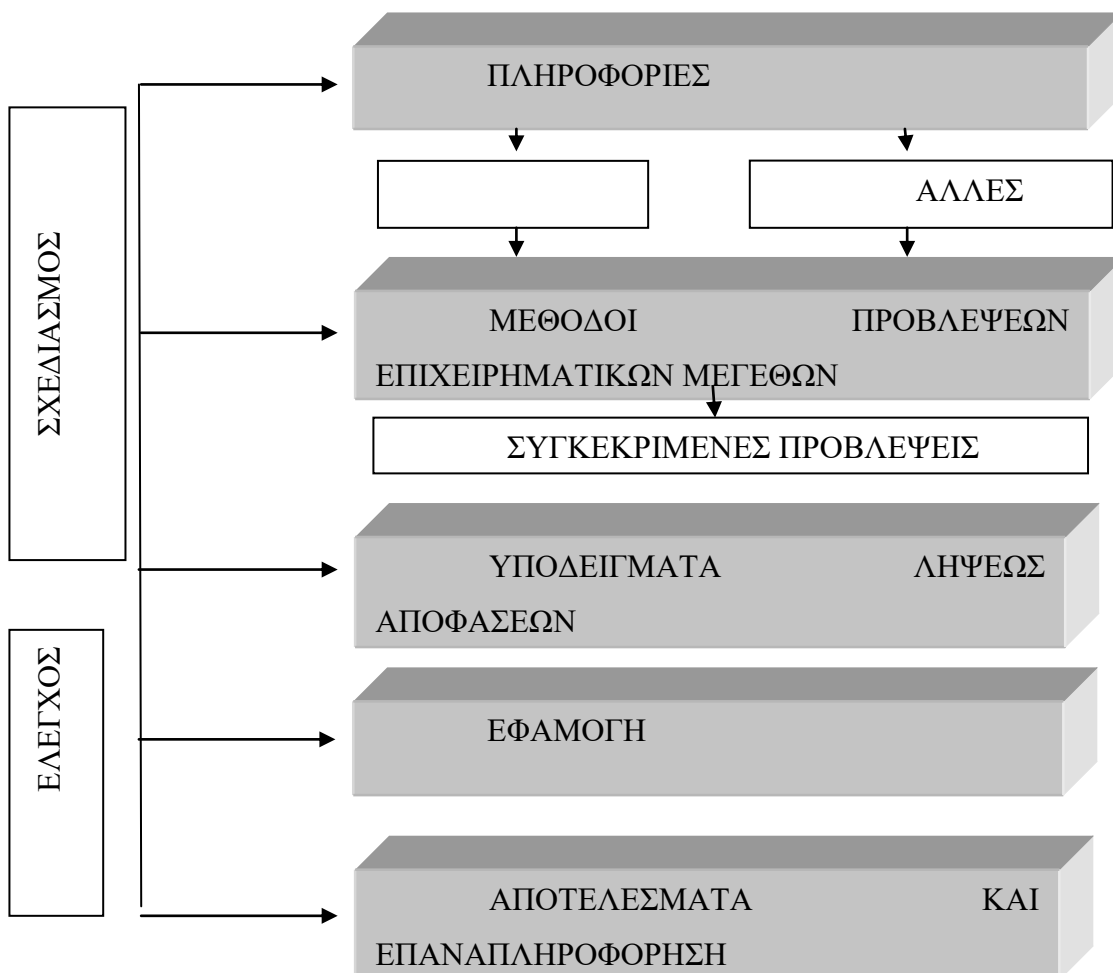 ΠΛΗΡΟΦΟΡΙΕΣ
ΑΛΛΕΣ
ΣΧΕΔΙΑΣΜΟΣ
ΜΕΘΟΔΟΙ ΠΡΟΒΛΕΨΕΩΝ
ΕΠΙΧΕΙΡΗΜΑΤΙΚΩΝ ΜΕΓΕΘΩΝ
ΣΥΓΚΕΚΡΙΜΕΝΕΣ ΠΡΟΒΛΕΨΕΙΣ
ΥΠΟΔΕΙΓΜΑΤΑ ΛΗΨΕΩΣ
ΑΠΟΦΑΣΕΩΝ
ΕΛΕΓΧΟΣ
ΕΦΑΜΟΓΗ
ΑΠΟΤΕΛΕΣΜΑΤΑ ΚΑΙ
ΕΠΑΝΑΠΛΗΡΟΦΟΡΗΣΗ